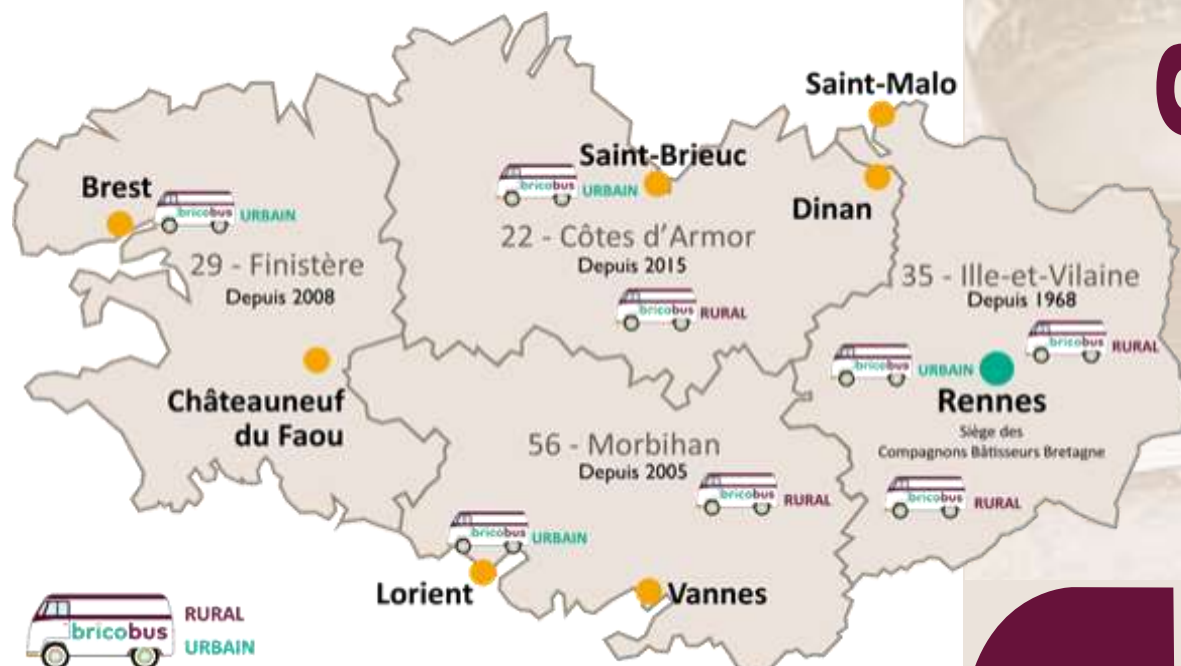 Saint-Malo
Saint-Brieuc
bricobus URBAIN
Brest
bricobus URBAIN
Dinan
22 - Côtes d'Armor
Depuis 2015
29 - Finistère
Depuis 2008
35 - Ille-et-Vilaine
Depuis 1968
bricobus RURAL
bricobus RURAL
bricobus URBAIN
Châteauneuf
du Faou
Rennes
Siège des
Compagnons Bâtisseurs Bretagne
56 - Morbihan
Depuis 2005
bricobus RURAL
bricobus RURAL
bricobus URBAIN
Lorient
Vannes
RURAL
bricobus
URBAIN